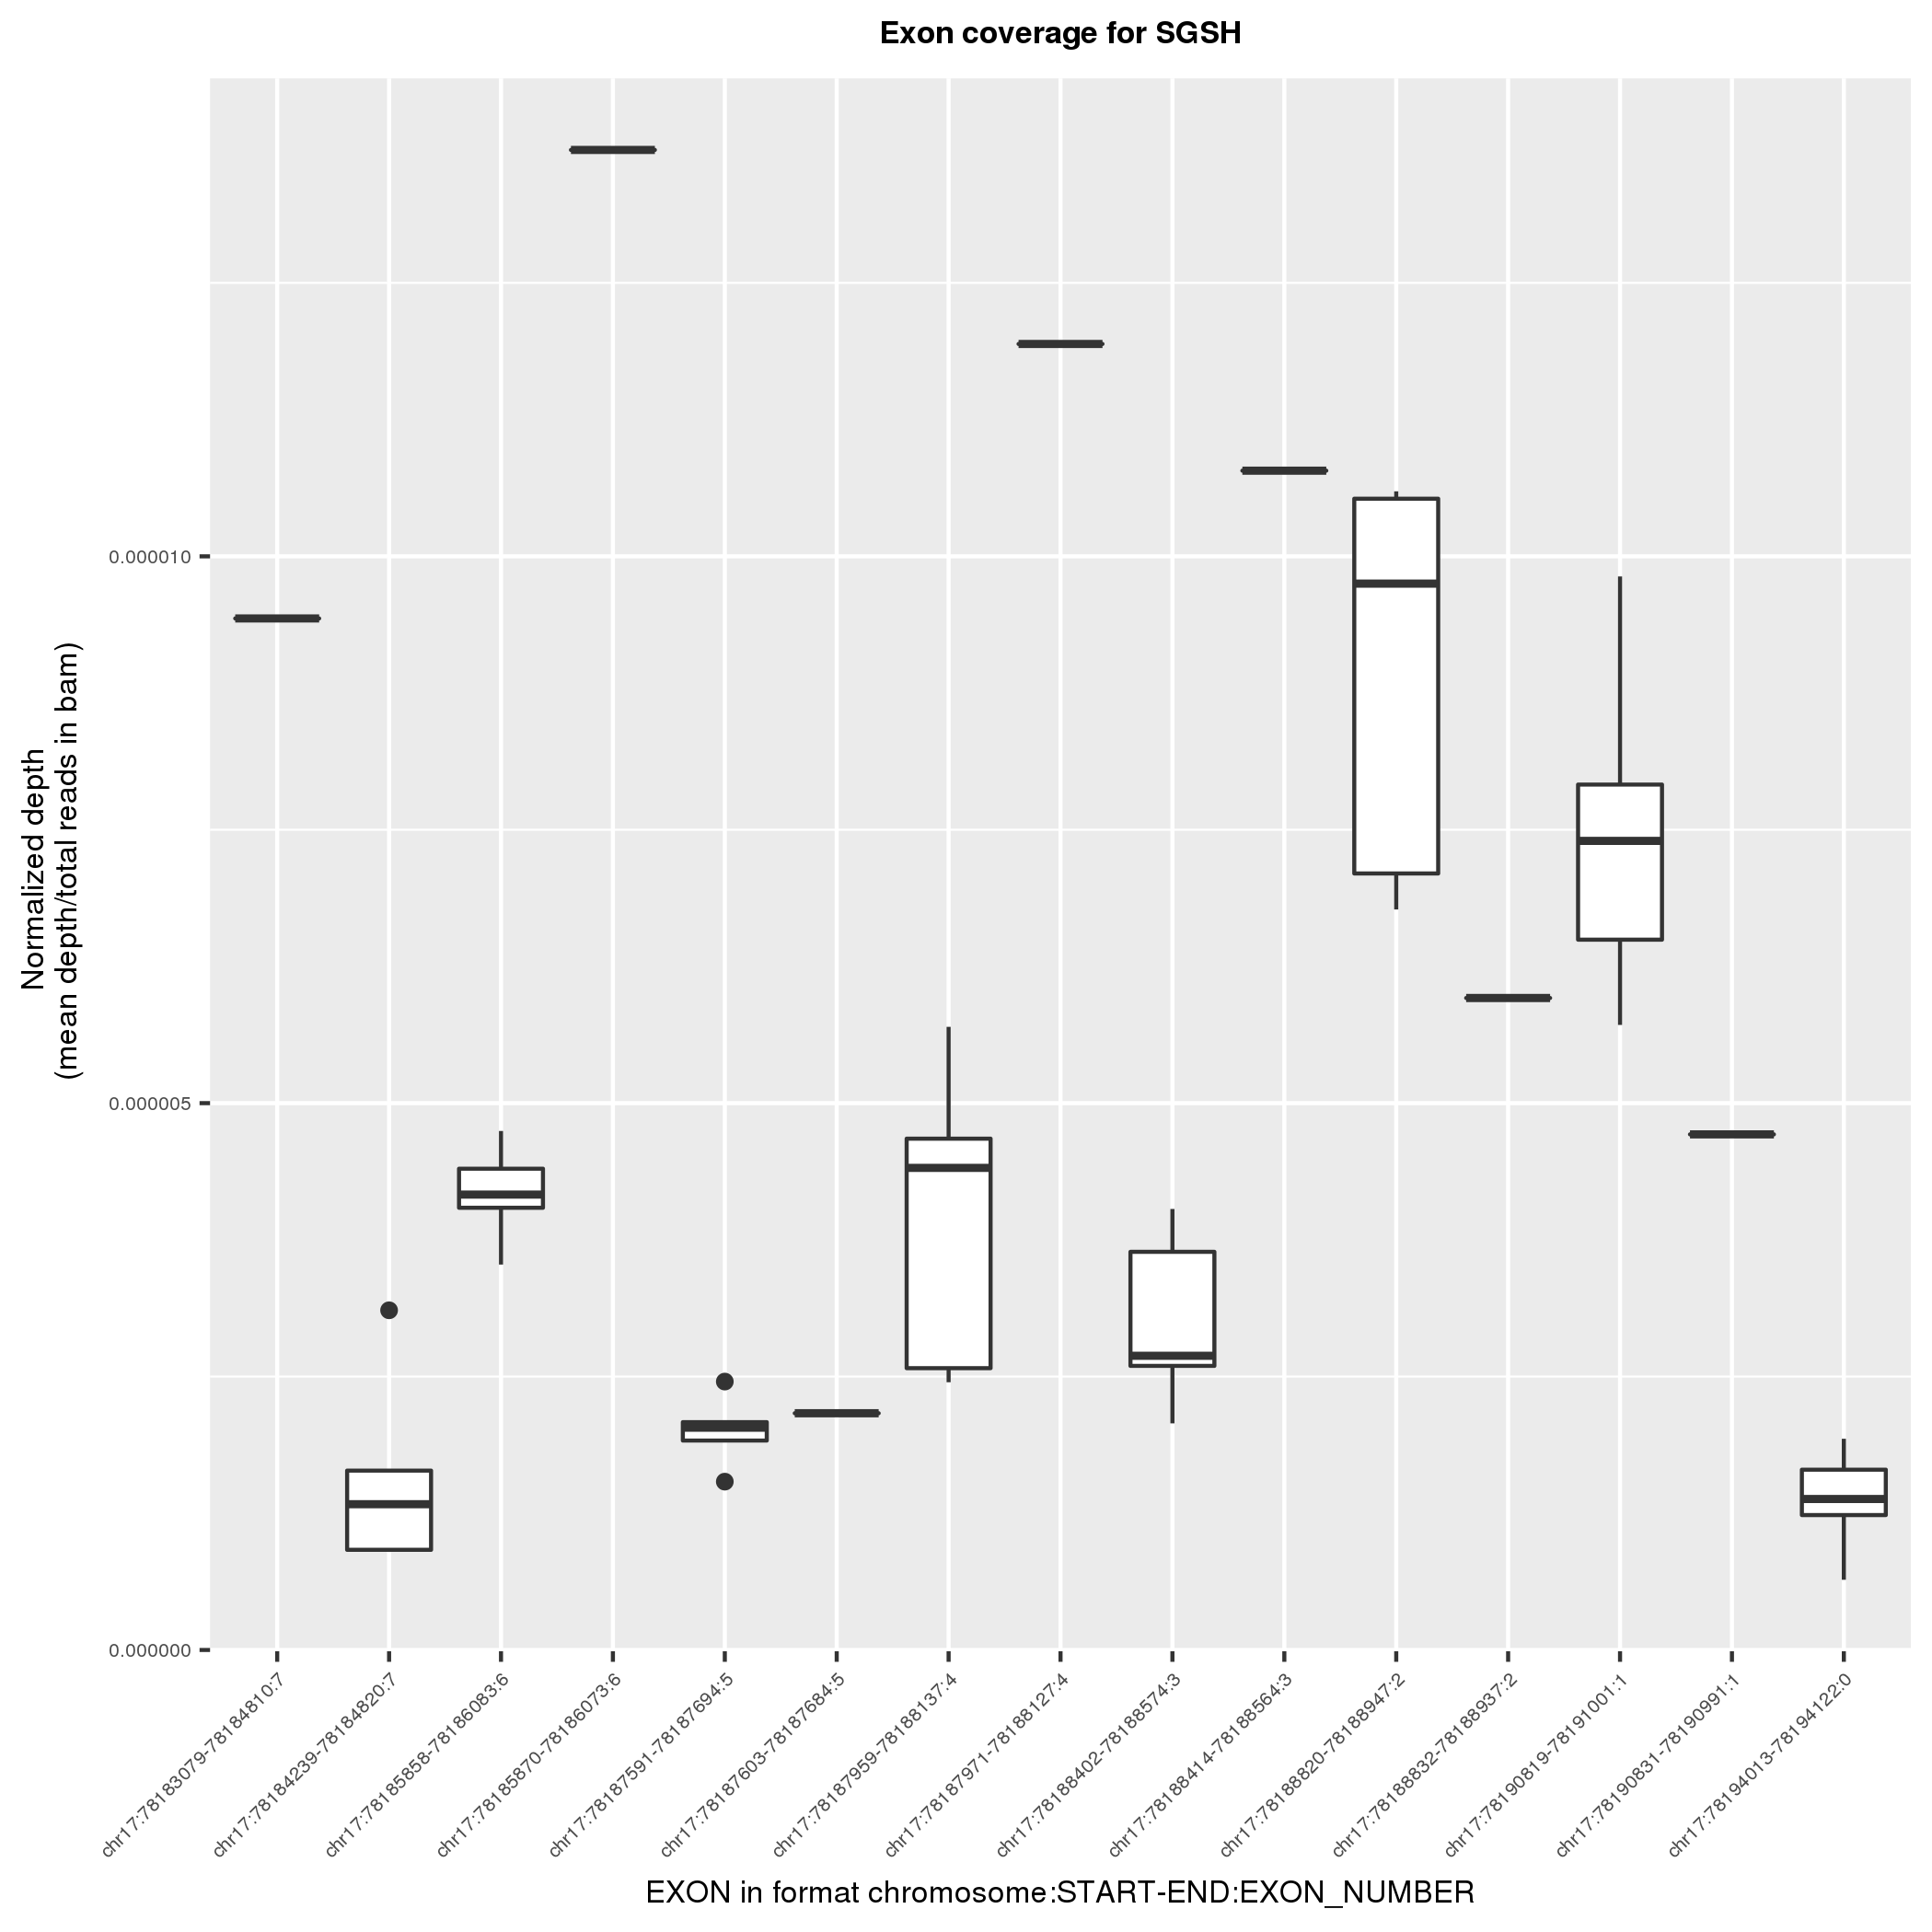 Exon coverage for SGSH
Normalized depth
(mean depth/total reads in bam)
0.000010
0.000005
0.000000
chr17:78183079-78184810:7
chr17:78184239-78184820:7
chr17:78185858-78186083:6
chr17:78185870-78186073:6
chr17:78187591-78187694:5
chr17:78187603-78187684:5
chr17:78187959-78188137:4
chr17:78187971-78188127:4
chr17:78188402-78188574:3
chr17:78188414-78188564:3
chr17:78188820-78188947:2
chr17:78188832-78188937:2
chr17:78190819-78191001:1
chr17:78190831-78190991:1
chr17:78194013-78194122:0
EXON in format chromosome:START-END:EXON_NUMBER